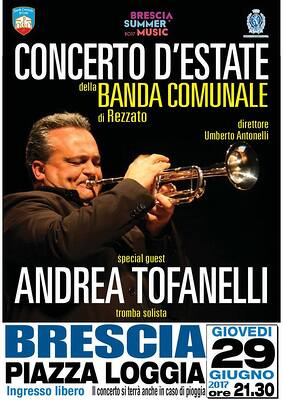 BRESCIA
SUMMER
2017 MUSIC
CONCERTO D'ESTATE
della BANDA COMUNALE
di Rezzato
direttore
Umberto Antonelli
special guest
ANDREA TOFANELLI
tromba solista
BRESCIA
PIAZZA LOGGIA
Ingresso libero Il concerto si terrà anche in caso di pioggia
GIOVEDI
29
GIUGNO
2017 ore 21.30